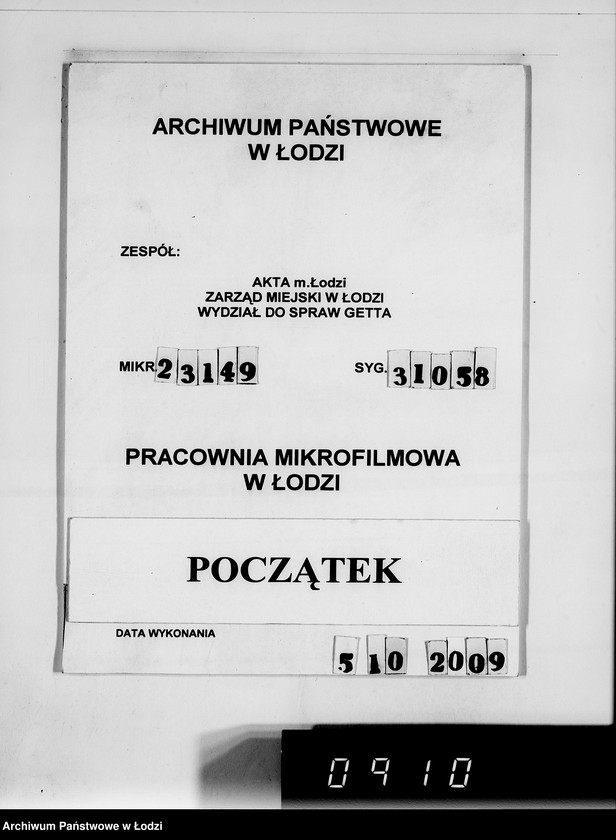 ARCHIWUM PAŃSTWOWE
W ŁODZI
ZESPÓŁ:
AKTA m.Łodzi
ZARZĄD MIEJSKI W ŁODZI
WYDZIAŁ DO SPRAW GETTA
MIKR. 23149 SYG. 31058
PRACOWNIA MIKROFILMOWA
W ŁODZI
POCZĄTEK
DATA WYKONANIA
5 10 2009
0910
Archiwum Państwowe w Łodzi